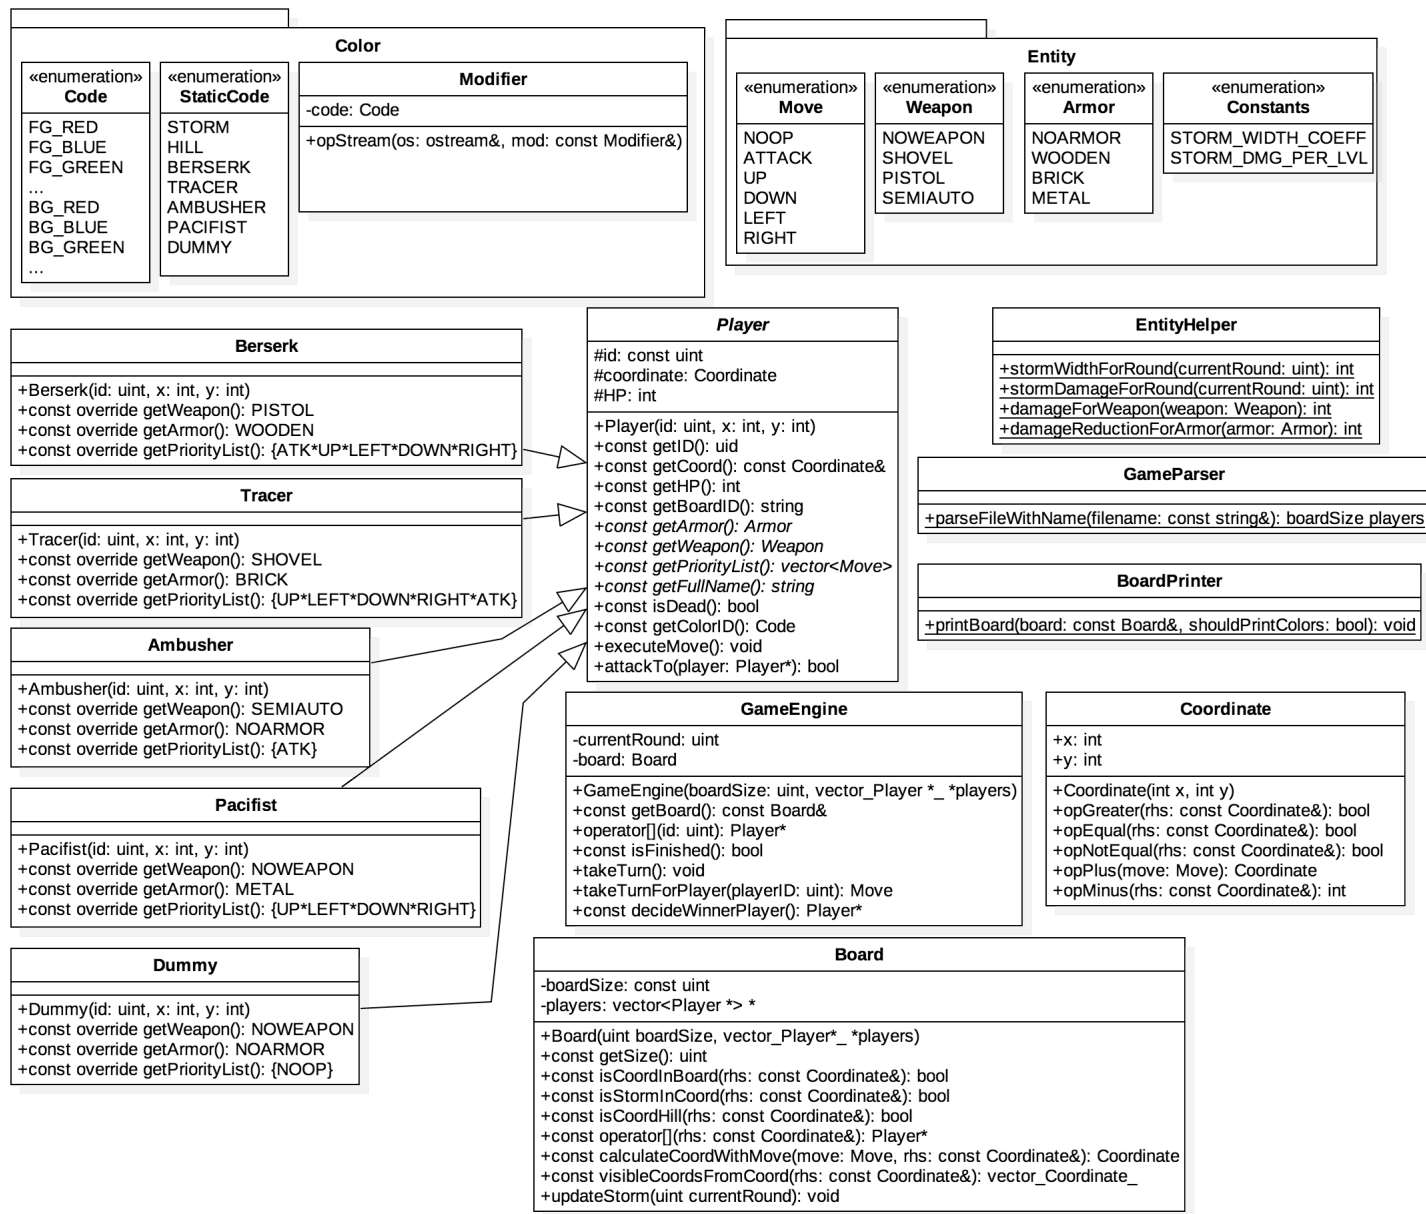 Color
«enumeration»
Code
FG_RED
FG_BLUE
FG_GREEN
...
BG_RED
BG_BLUE
BG_GREEN
...
«enumeration»
StaticCode
STORM
HILL
BERSERK
TRACER
AMBUSHER
PACIFIST
DUMMY
Modifier
-code: Code
+opStream(os: ostream&, mod: const Modifier&)
Entity
«enumeration»
Move
NOOP
ATTACK
UP
DOWN
LEFT
RIGHT
«enumeration»
Weapon
NOWEAPON
SHOVEL
PISTOL
SEMIAUTO
«enumeration»
Armor
NOARMOR
WOODEN
BRICK
METAL
«enumeration»
Constants
STORM_WIDTH_COEFF
STORM_DMG_PER_LVL
Berserk
+Berserk(id: uint, x: int, y: int)
+const override getWeapon(): PISTOL
+const override getArmor(): WOODEN
+const override getPriorityList(): {ATK*UP*LEFT*DOWN*RIGHT}
Tracer
+Tracer(id: uint, x: int, y: int)
+const override getWeapon(): SHOVEL
+const override getArmor(): BRICK
+const override getPriorityList(): {UP*LEFT*DOWN*RIGHT*ATK}
Ambusher
+Ambusher(id: uint, x: int, y: int)
+const override getWeapon(): SEMIAUTO
+const override getArmor(): NOARMOR
+const override getPriorityList(): {ATK}
Pacifist
+Pacifist(id: uint, x: int, y: int)
+const override getWeapon(): NOWEAPON
+const override getArmor(): METAL
+const override getPriorityList(): {UP*LEFT*DOWN*RIGHT}
Dummy
+Dummy(id: uint, x: int, y: int)
+const override getWeapon(): NOWEAPON
+const override getArmor(): NOARMOR
+const override getPriorityList(): {NOOP}
Player
#id: const uint
#coordinate: Coordinate
#HP: int
+Player(id: uint, x: int, y: int)
+const getID(): uid
+const getCoord(): const Coordinate&
+const getHP(): int
+const getBoardID(): string
+const getArmor(): Armor
+const getWeapon(): Weapon
+const getPriorityList(): vector<Move>
+const getFullName(): string
+const isDead(): bool
+const getColorID(): Code
+executeMove(): void
+attackTo(player: Player*): bool
EntityHelper
+stormWidthForRound(currentRound: uint): int
+stormDamageForRound(currentRound: uint): int
+damageForWeapon(weapon: Weapon): int
+damageReductionForArmor(armor: Armor): int
GameParser
+parseFileWithName(filename: const string&): boardSize players
BoardPrinter
+printBoard(board: const Board&, shouldPrintColors: bool): void
GameEngine
-currentRound: uint
-board: Board
+GameEngine(boardSize: uint, vector_Player *_ *players)
+const getBoard(): const Board&
+operator[](id: uint): Player*
+const isFinished(): bool
+takeTurn(): void
+takeTurnForPlayer(playerID: uint): Move
+const decideWinnerPlayer(): Player*
Coordinate
+x: int
+y: int
+Coordinate(int x, int y)
+opGreater(rhs: const Coordinate&): bool
+opEqual(rhs: const Coordinate&): bool
+opNotEqual(rhs: const Coordinate&): bool
+opPlus(move: Move): Coordinate
+opMinus(rhs: const Coordinate&): int
Board
-boardSize: const uint
-players: vector<Player *> *
+Board(uint boardSize, vector_Player*_ *players)
+const getSize(): uint
+const isCoordInBoard(rhs: const Coordinate&): bool
+const isStormInCoord(rhs: const Coordinate&): bool
+const isCoordHill(rhs: const Coordinate&): bool
+const operator[](rhs: const Coordinate&): Player*
+const calculateCoordWithMove(move: Move, rhs: const Coordinate&): Coordinate
+const visibleCoordsFromCoord(rhs: const Coordinate&): vector_Coordinate_
+updateStorm(uint currentRound): void